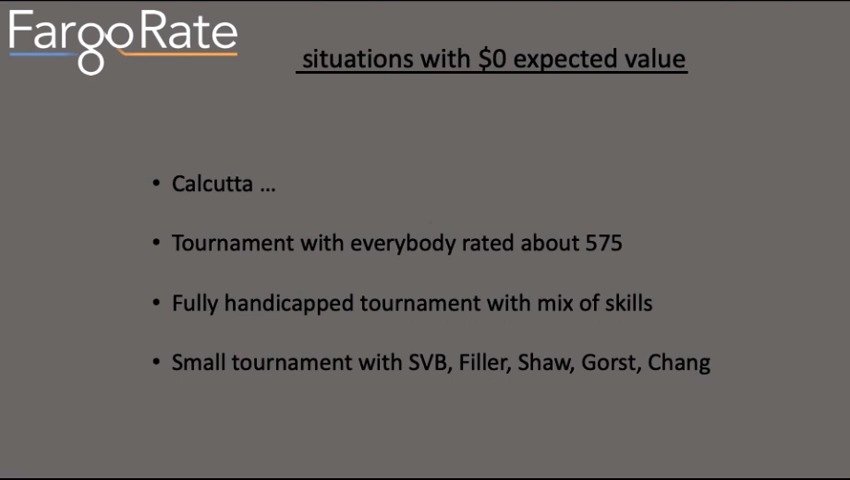 FargoRate
situations with $0 expected value
• Calcutta ...
• Tournament with everybody rated about 575
• Fully handicapped tournament with mix of skills
• Small tournament with SVB, Filler, Shaw, Gorst, Chang